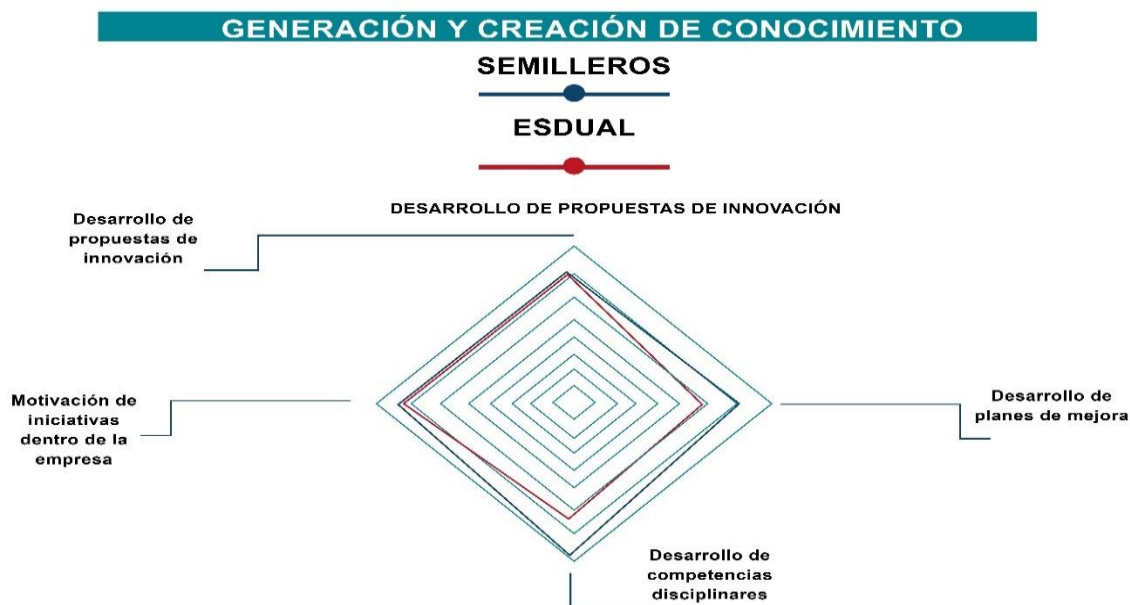 GENERACIÓN Y CREACIÓN DE CONOCIMIENTO
SEMILLEROS
ESDUAL
DESARROLLO DE PROPUESTAS DE INNOVACIÓN
Desarrollo de
propuestas de
innovación
Motivación de
iniciativas
dentro de la
empresa
Desarrollo de
planes de mejora
Desarrollo de
competencias
disciplinares